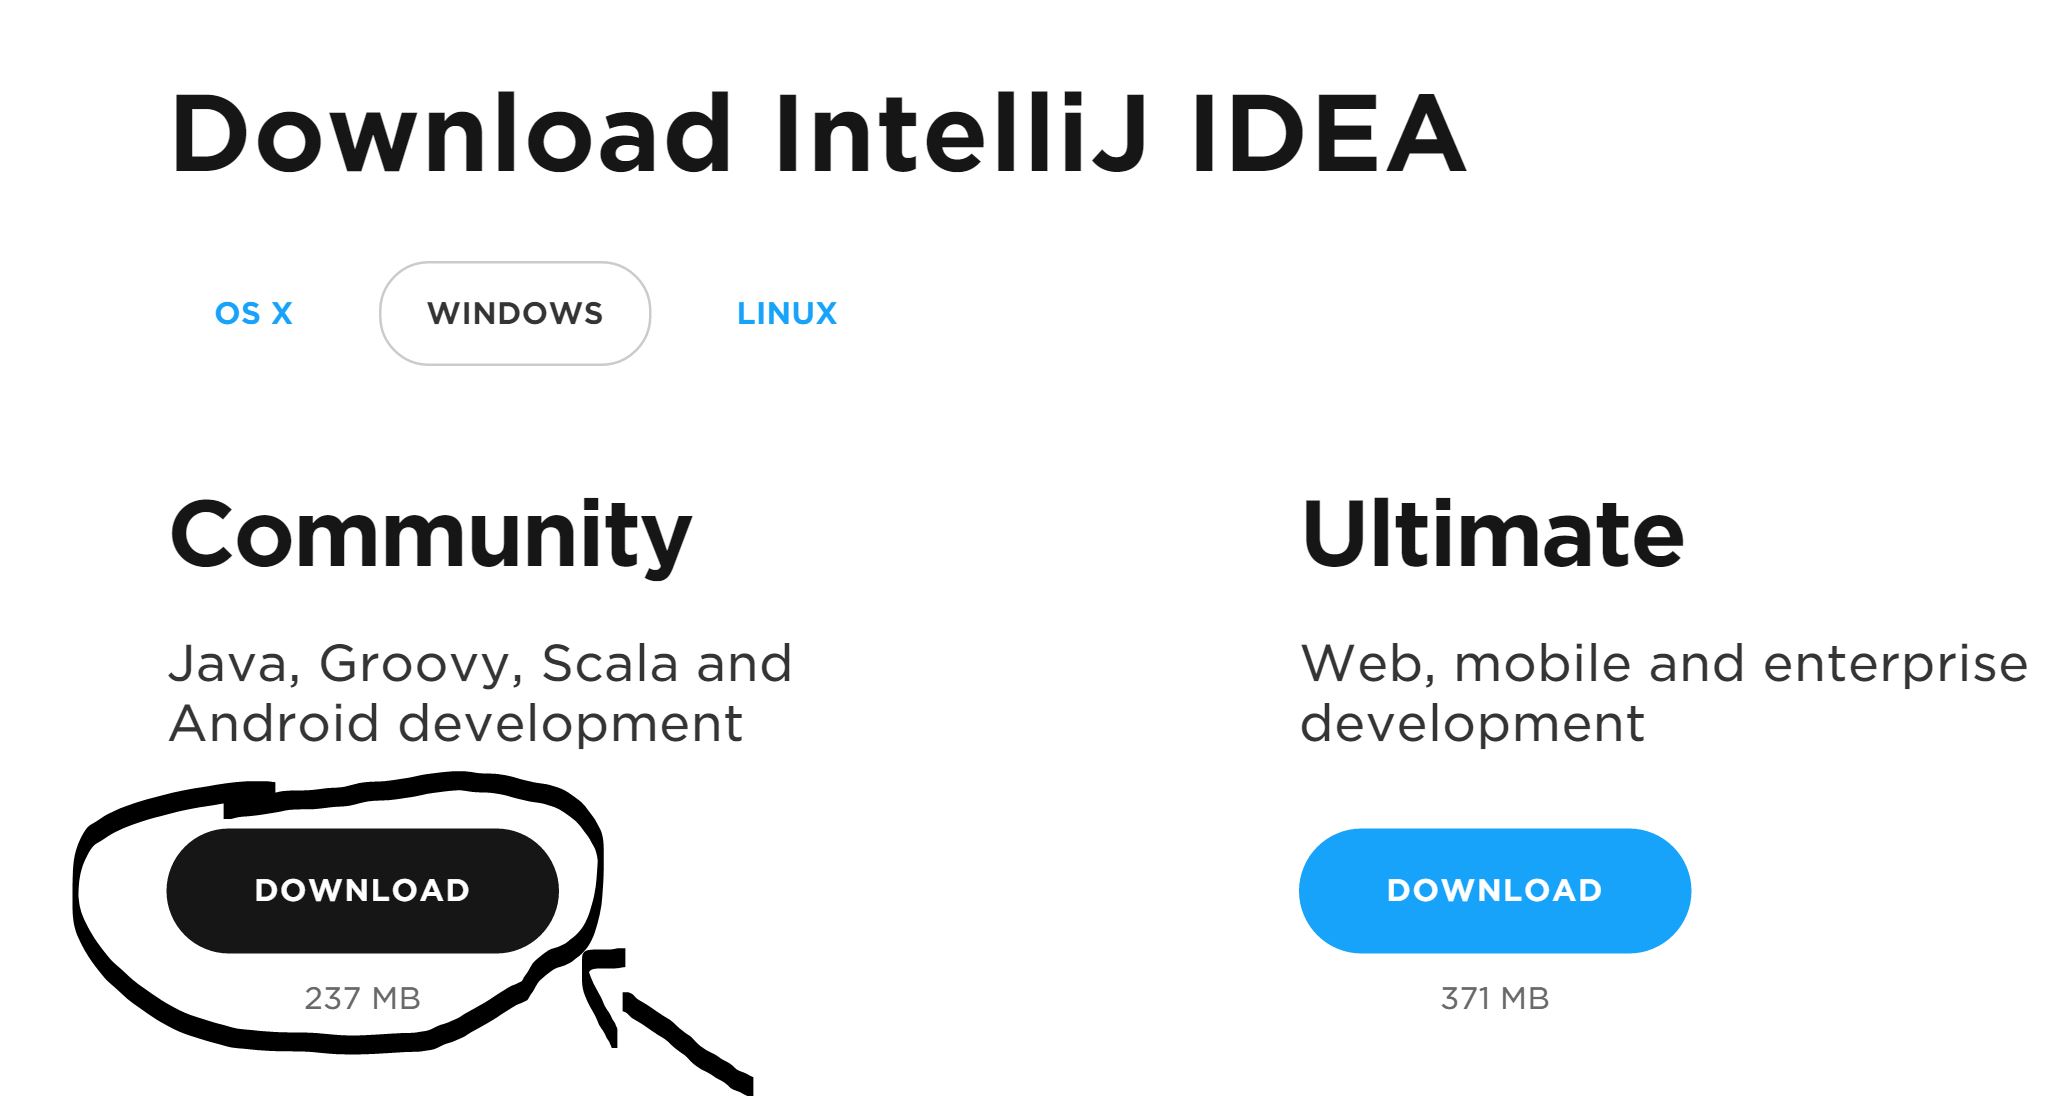 Download IntelliJ IDEA
OS X WINDOWS LINUX
Community
Java, Groovy, Scala and
Android development
DOWNLOAD
237 MB
Ultimate
Web, mobile and enterprise
development
DOWNLOAD
371 MB